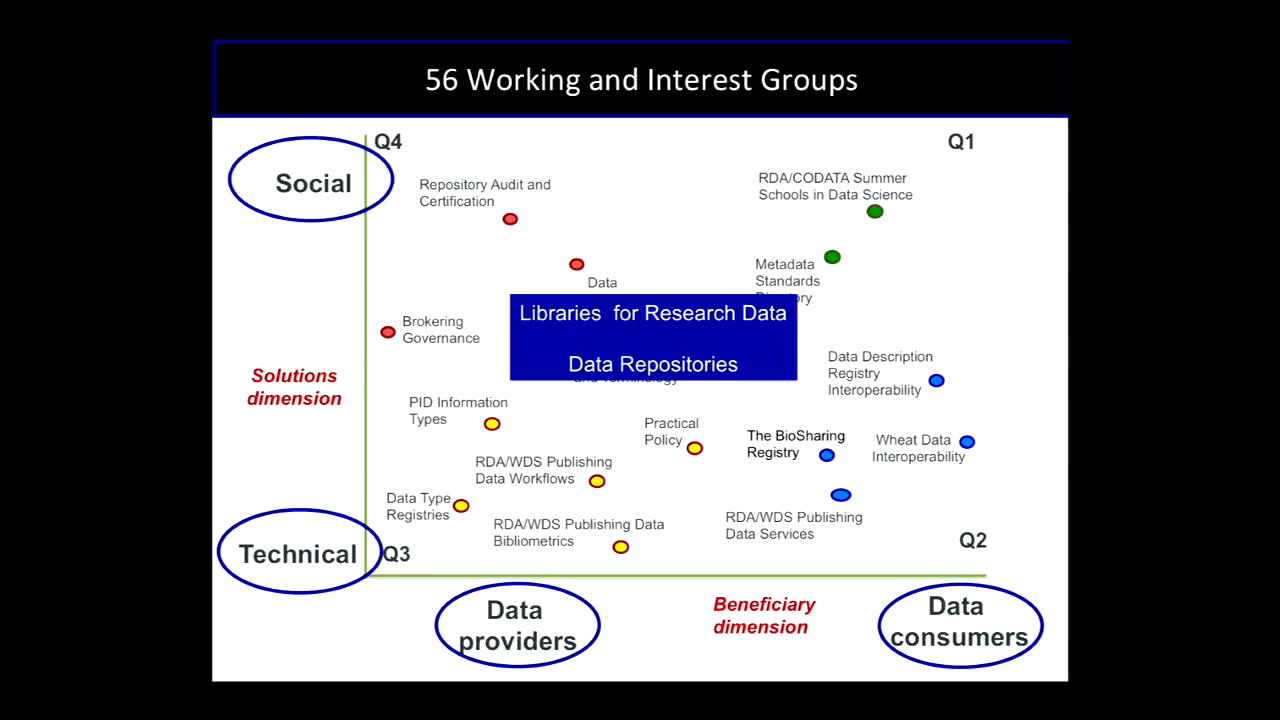 56 Working and Interest Groups
Q4
Q1
Social
Repository Audit and
Certification
RDA/CODATA Summer
Schools in Data Science
Data
Metadata
Standards
Directory
Libraries for Research Data
Data Repositories
and Terminology
Brokering
Governance
Solutions
dimension
Data Description
Registry
Interoperability
PID Information
Types
Practical
Policy
The BioSharing
Registry
Wheat Data
Interoperability
RDA/WDS Publishing
Data Workflows
Data Type
Registries
RDA/WDS Publishing Data
Bibliometrics
RDA/WDS Publishing
Data Services
Technical
Q3
Q2
Data
providers
Beneficiary
dimension
Data
consumers